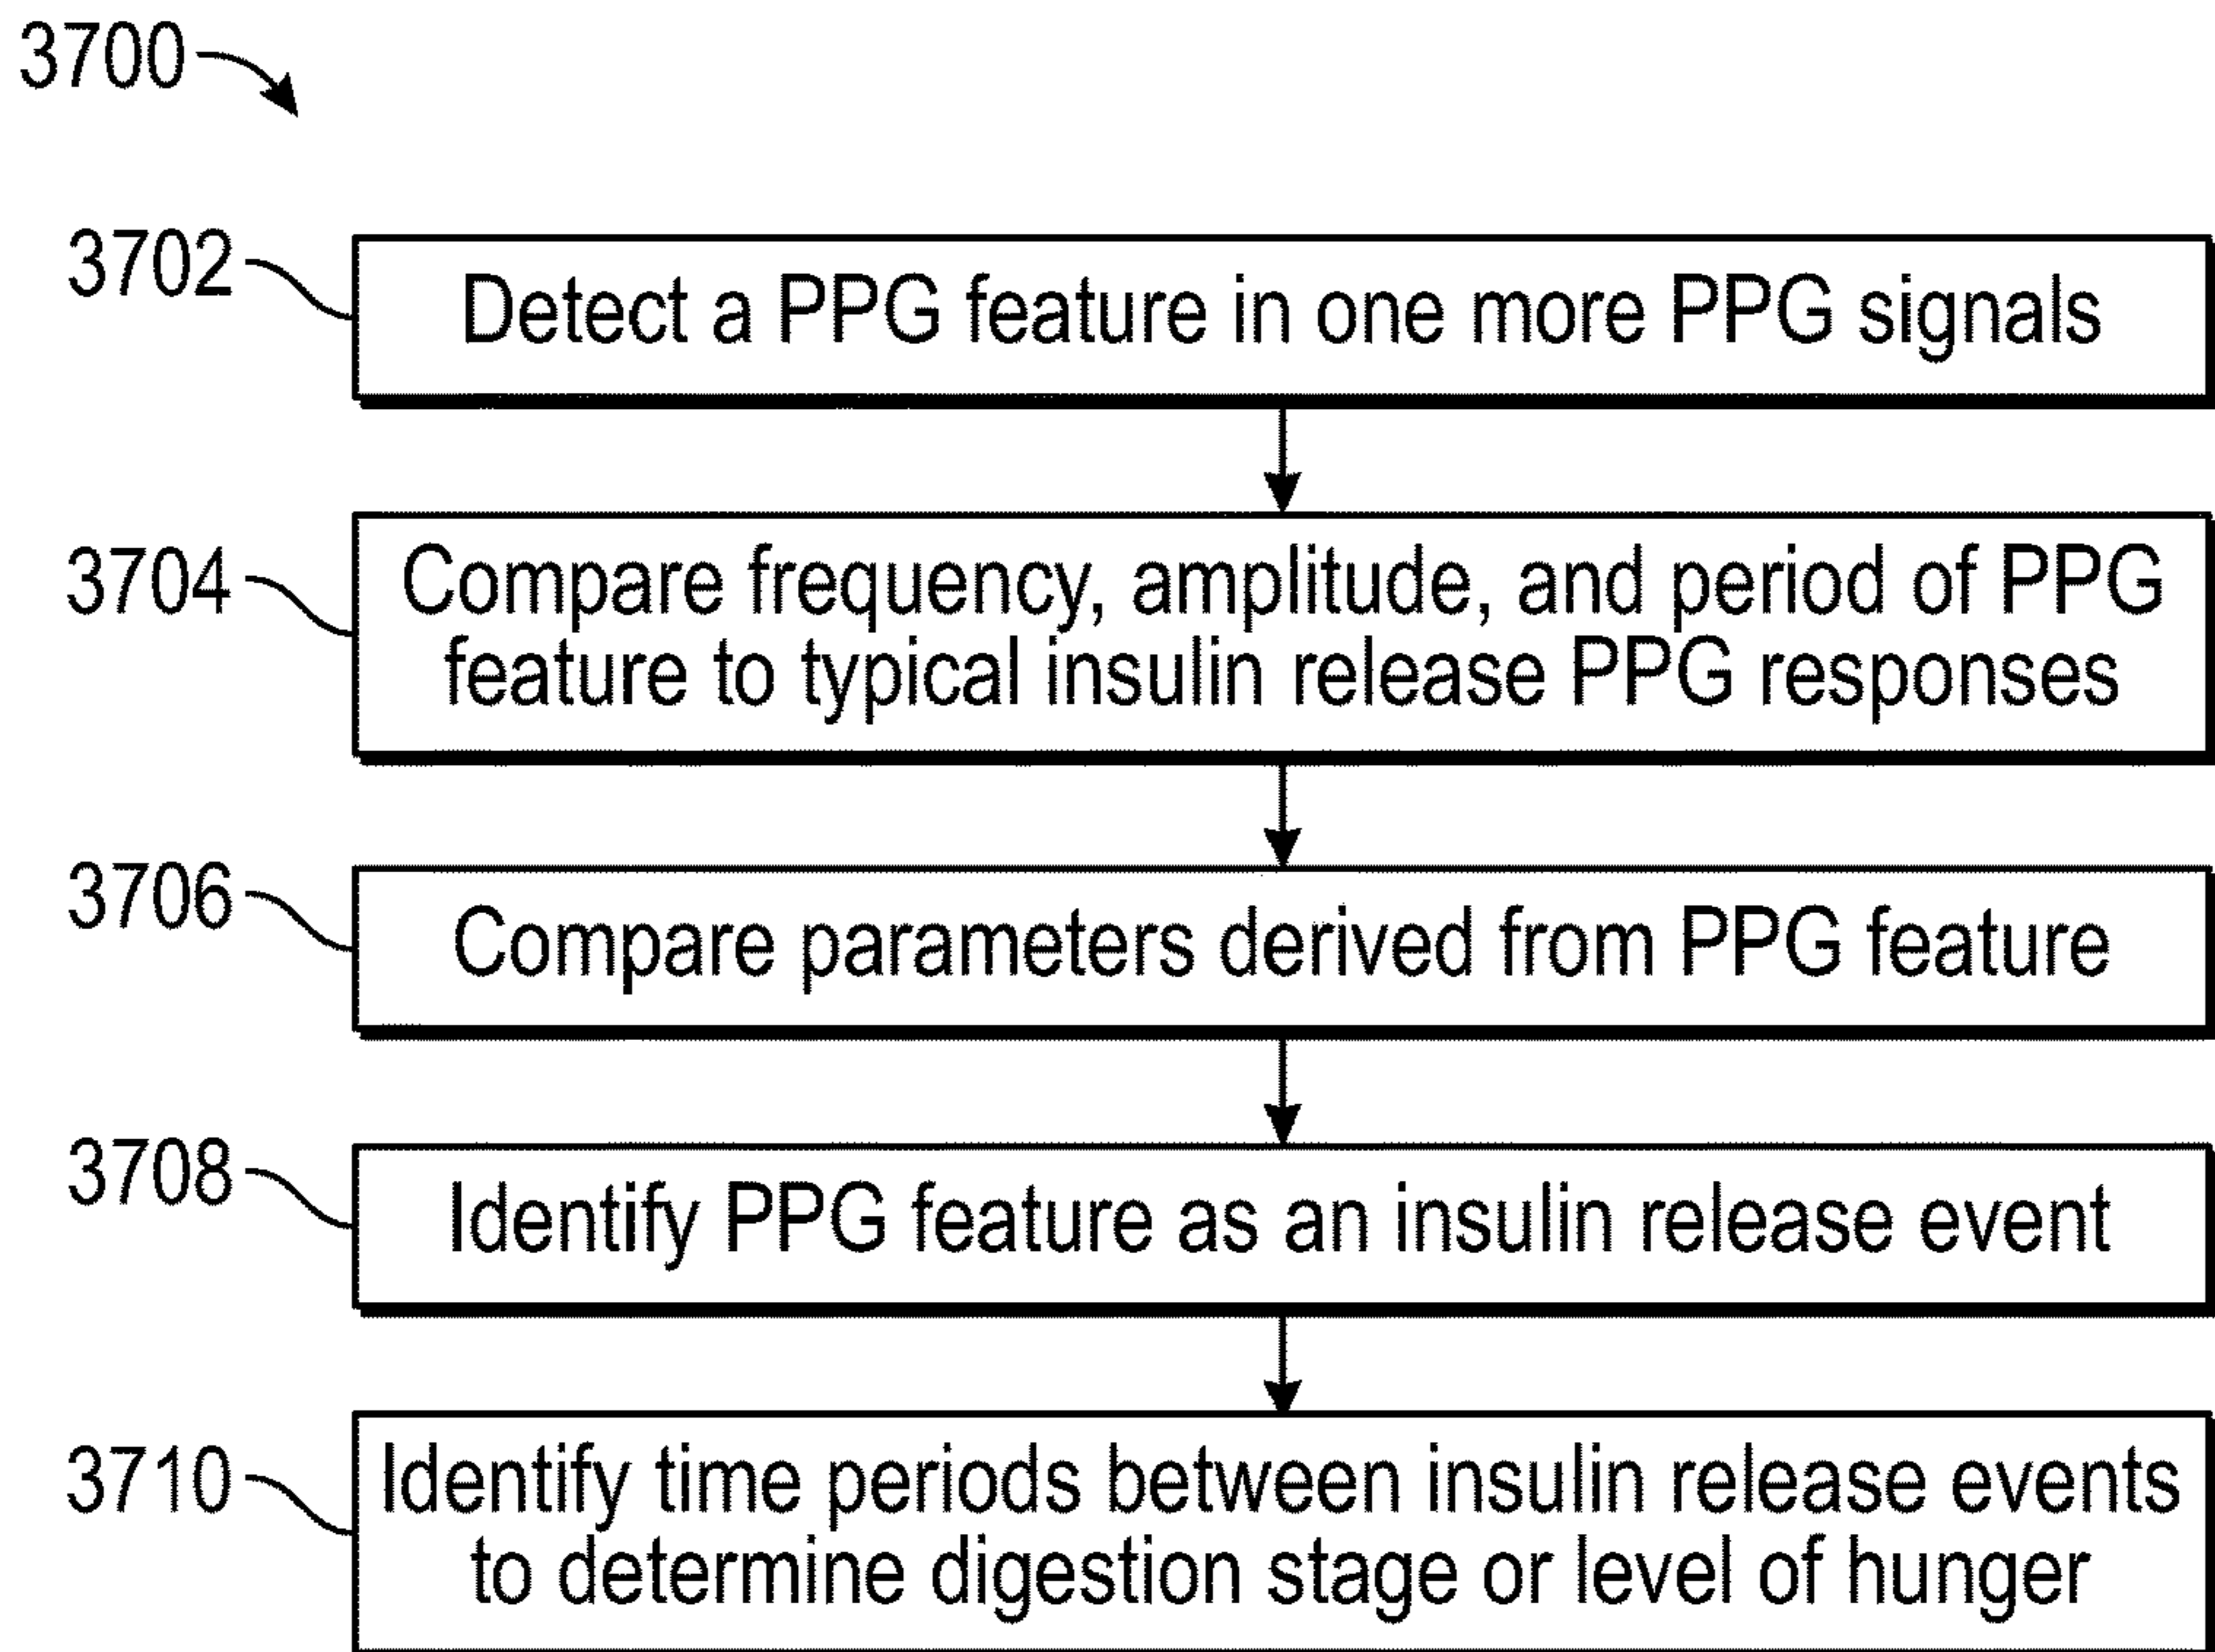 3700
3702
Detect a PPG feature in one more PPG signals
3704
Compare frequency, amplitude, and period of PPG
feature to typical insulin release PPG responses
3706
Compare parameters derived from PPG feature
3708
Identify PPG feature as an insulin release event
3710
Identify time periods between insulin release events
to determine digestion stage or level of hunger